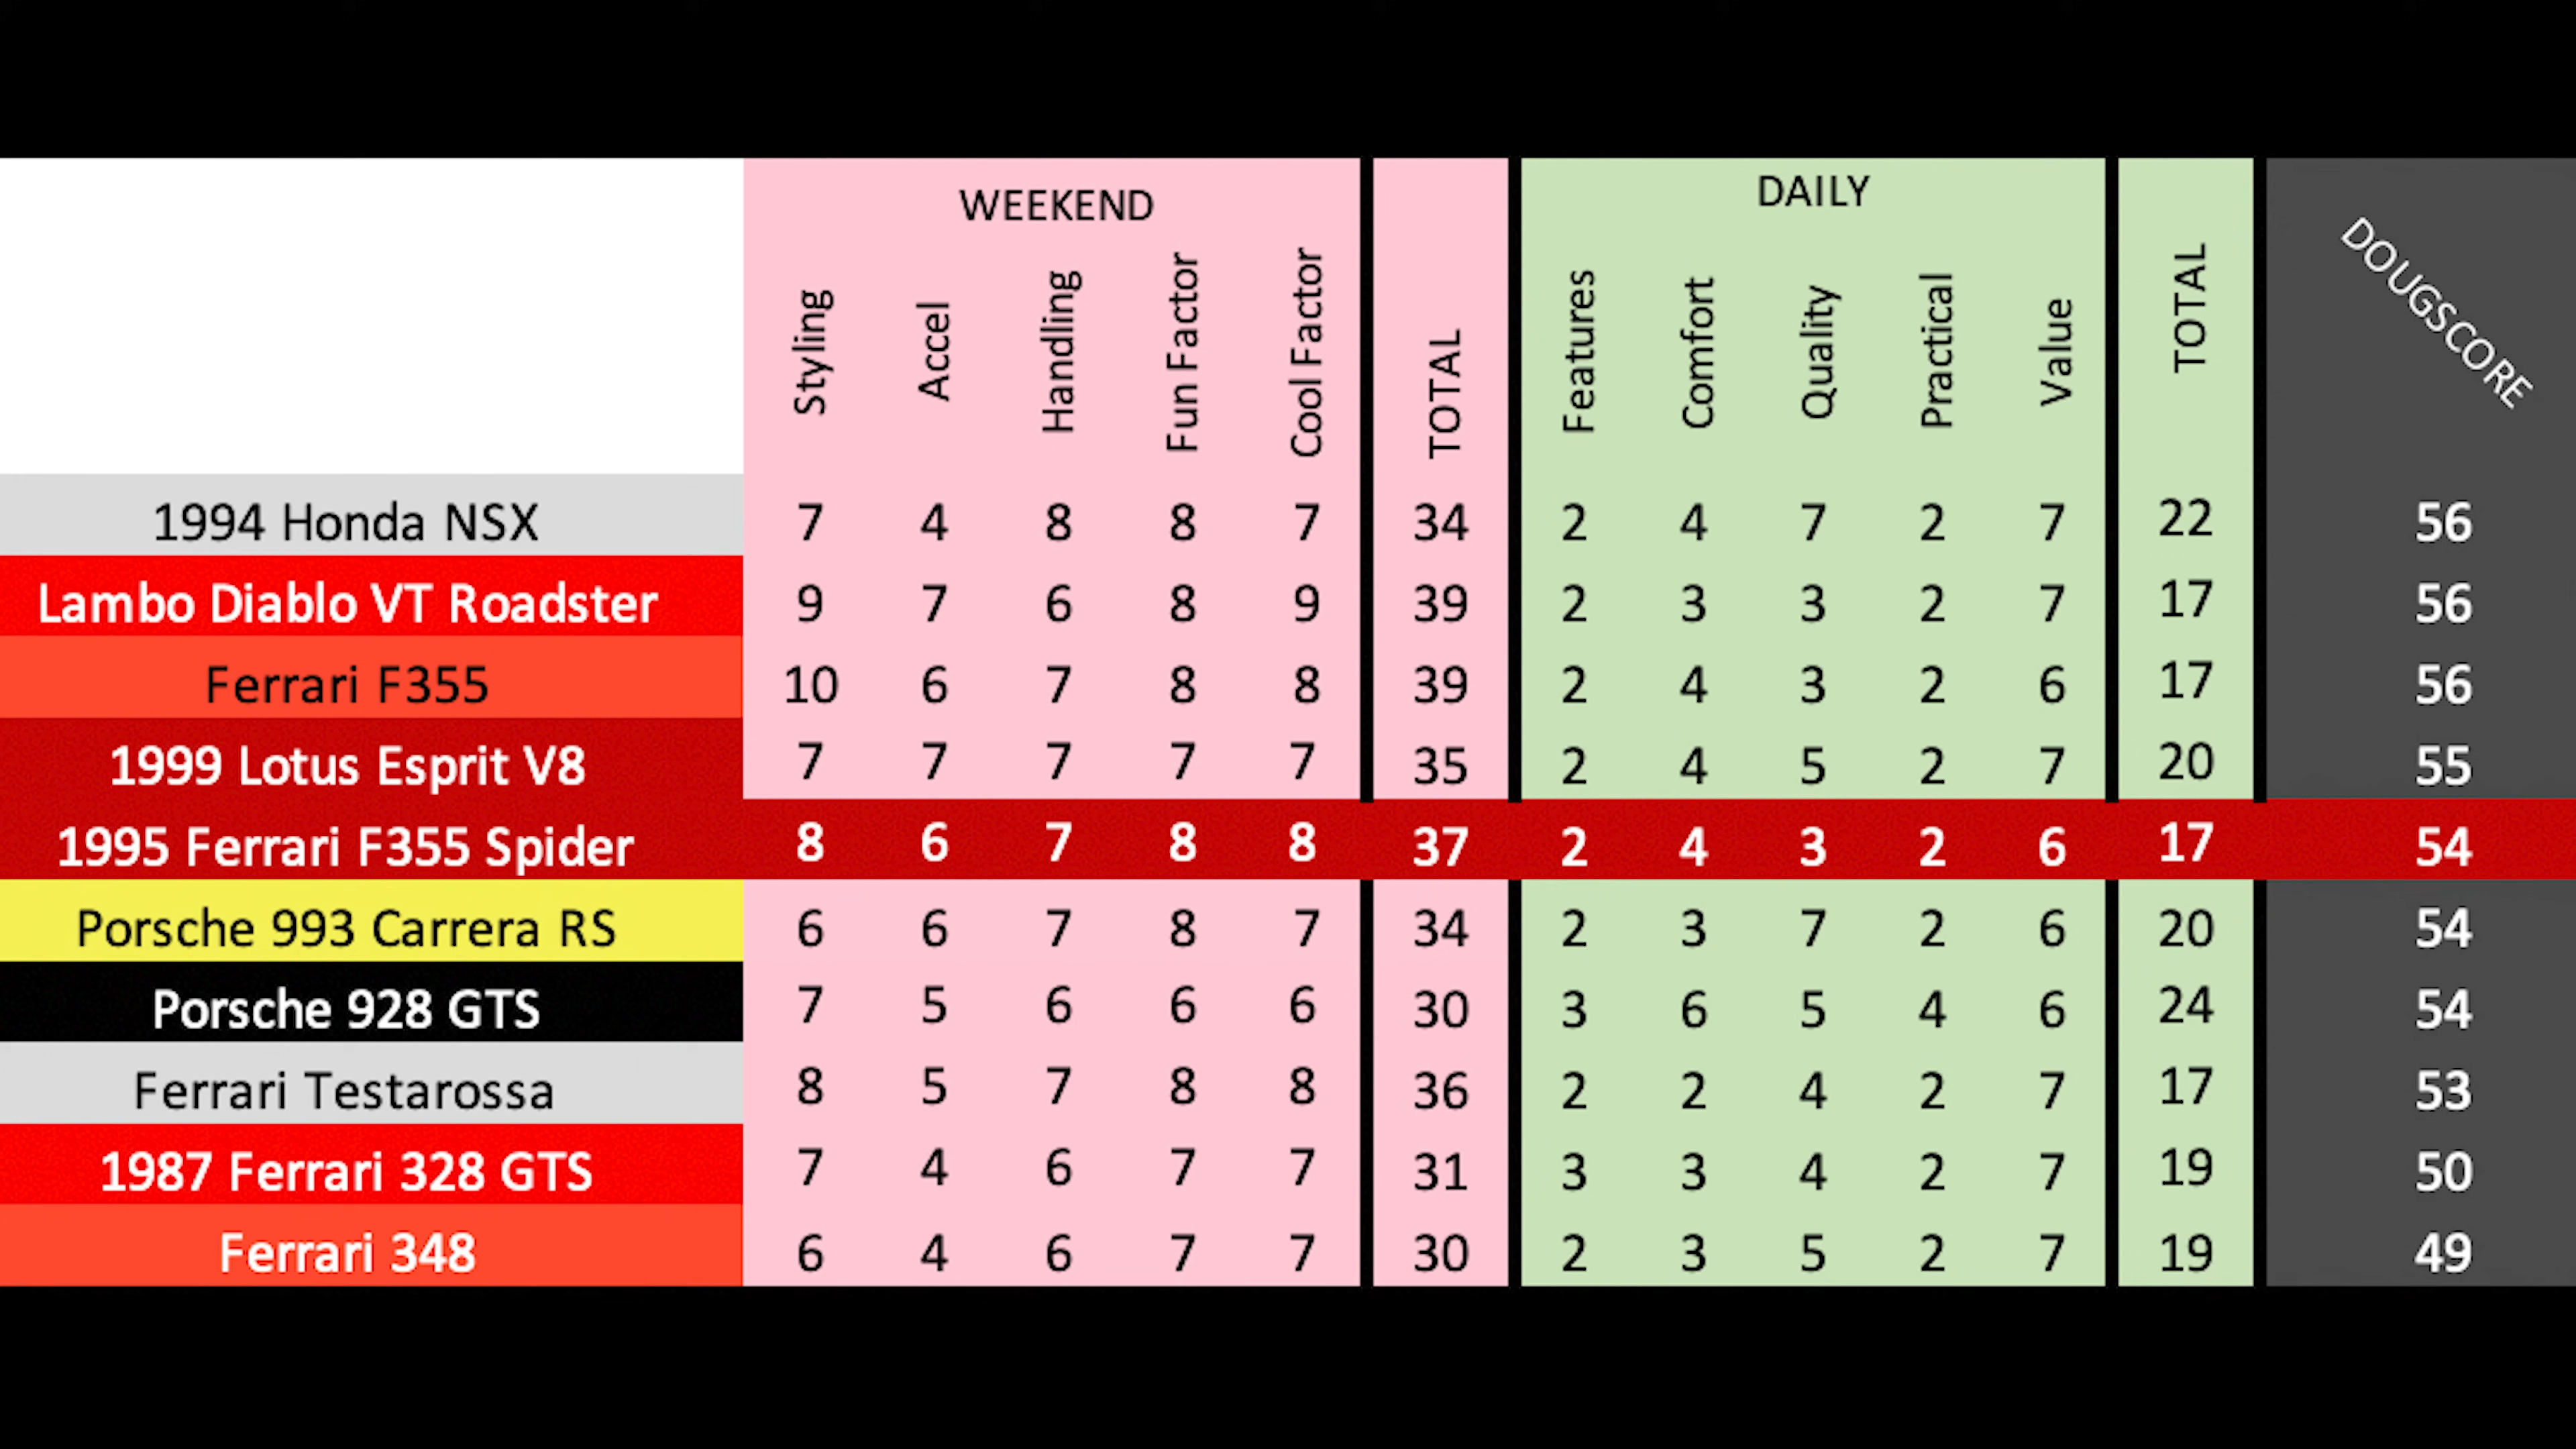 WEEKEND DAILY
Styling Accel Handling Fun Factor Cool Factor TOTAL Features Comfort Quality Practical Value TOTAL DOUGSCORE
1994 Honda NSX 7 4 8 8 7 34 2 4 7 2 7 22 56
Lambo Diablo VT Roadster 9 7 6 8 9 39 2 3 3 2 7 17 56
Ferrari F355 10 6 7 8 8 39 2 4 3 2 6 17 56
1999 Lotus Esprit V8 7 7 7 7 7 35 2 4 5 2 7 20 55
1995 Ferrari F355 Spider 8 6 7 8 8 37 2 4 3 2 6 17 54
Porsche 993 Carrera RS 6 6 7 8 7 34 2 3 7 2 6 20 54
Porsche 928 GTS 7 5 6 6 6 30 3 6 5 4 6 24 54
Ferrari Testarossa 8 5 7 8 8 36 2 2 4 2 7 17 53
1987 Ferrari 328 GTS 7 4 6 7 7 31 3 3 4 2 7 19 50
Ferrari 348 6 4 6 7 7 30 2 3 5 2 7 19 49